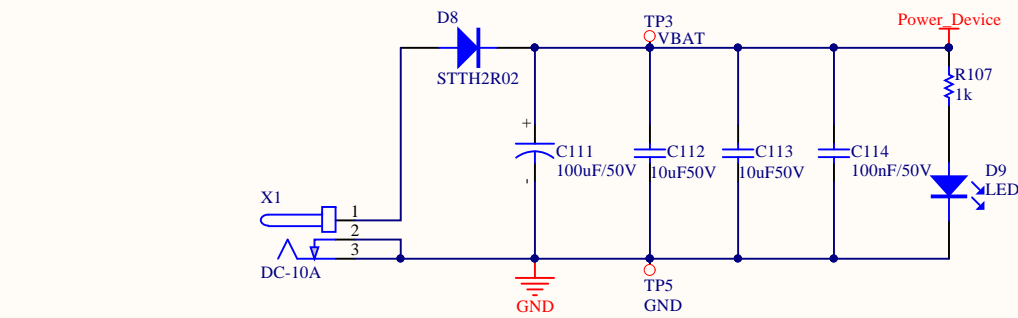 D8
STTH2R02
TP3
VBAT
Power_Device
R107
1k
+
C111
100uF/50V
-
C112
10uF50V
C113
10uF50V
C114
100nF/50V
D9
LED
X1
1
2
3
DC-10A
GND
TP5
GND